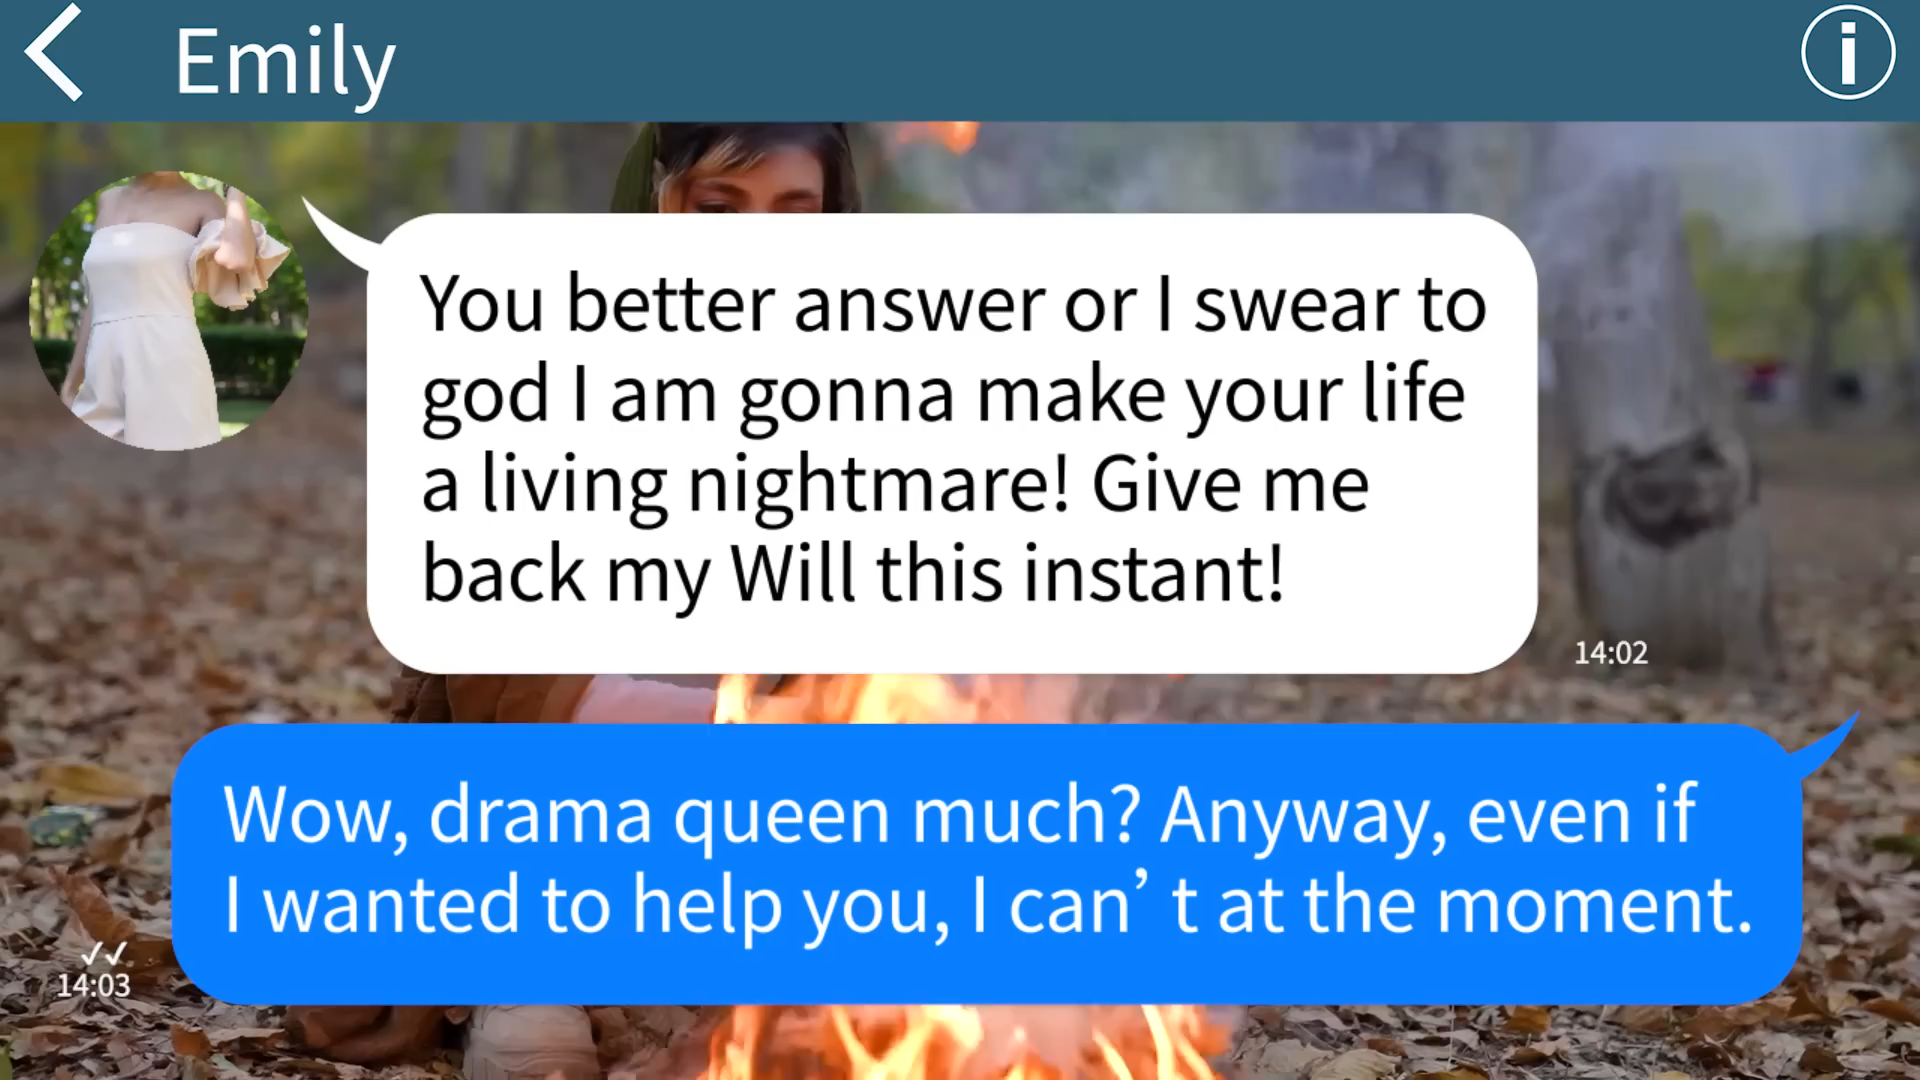 Emily
You better answer or I swear to
god I am gonna make your life
a living nightmare! Give me
back my Will this instant!
14:02
Wow, drama queen much? Anyway, even if
I wanted to help you, I can’t at the moment.
14:03